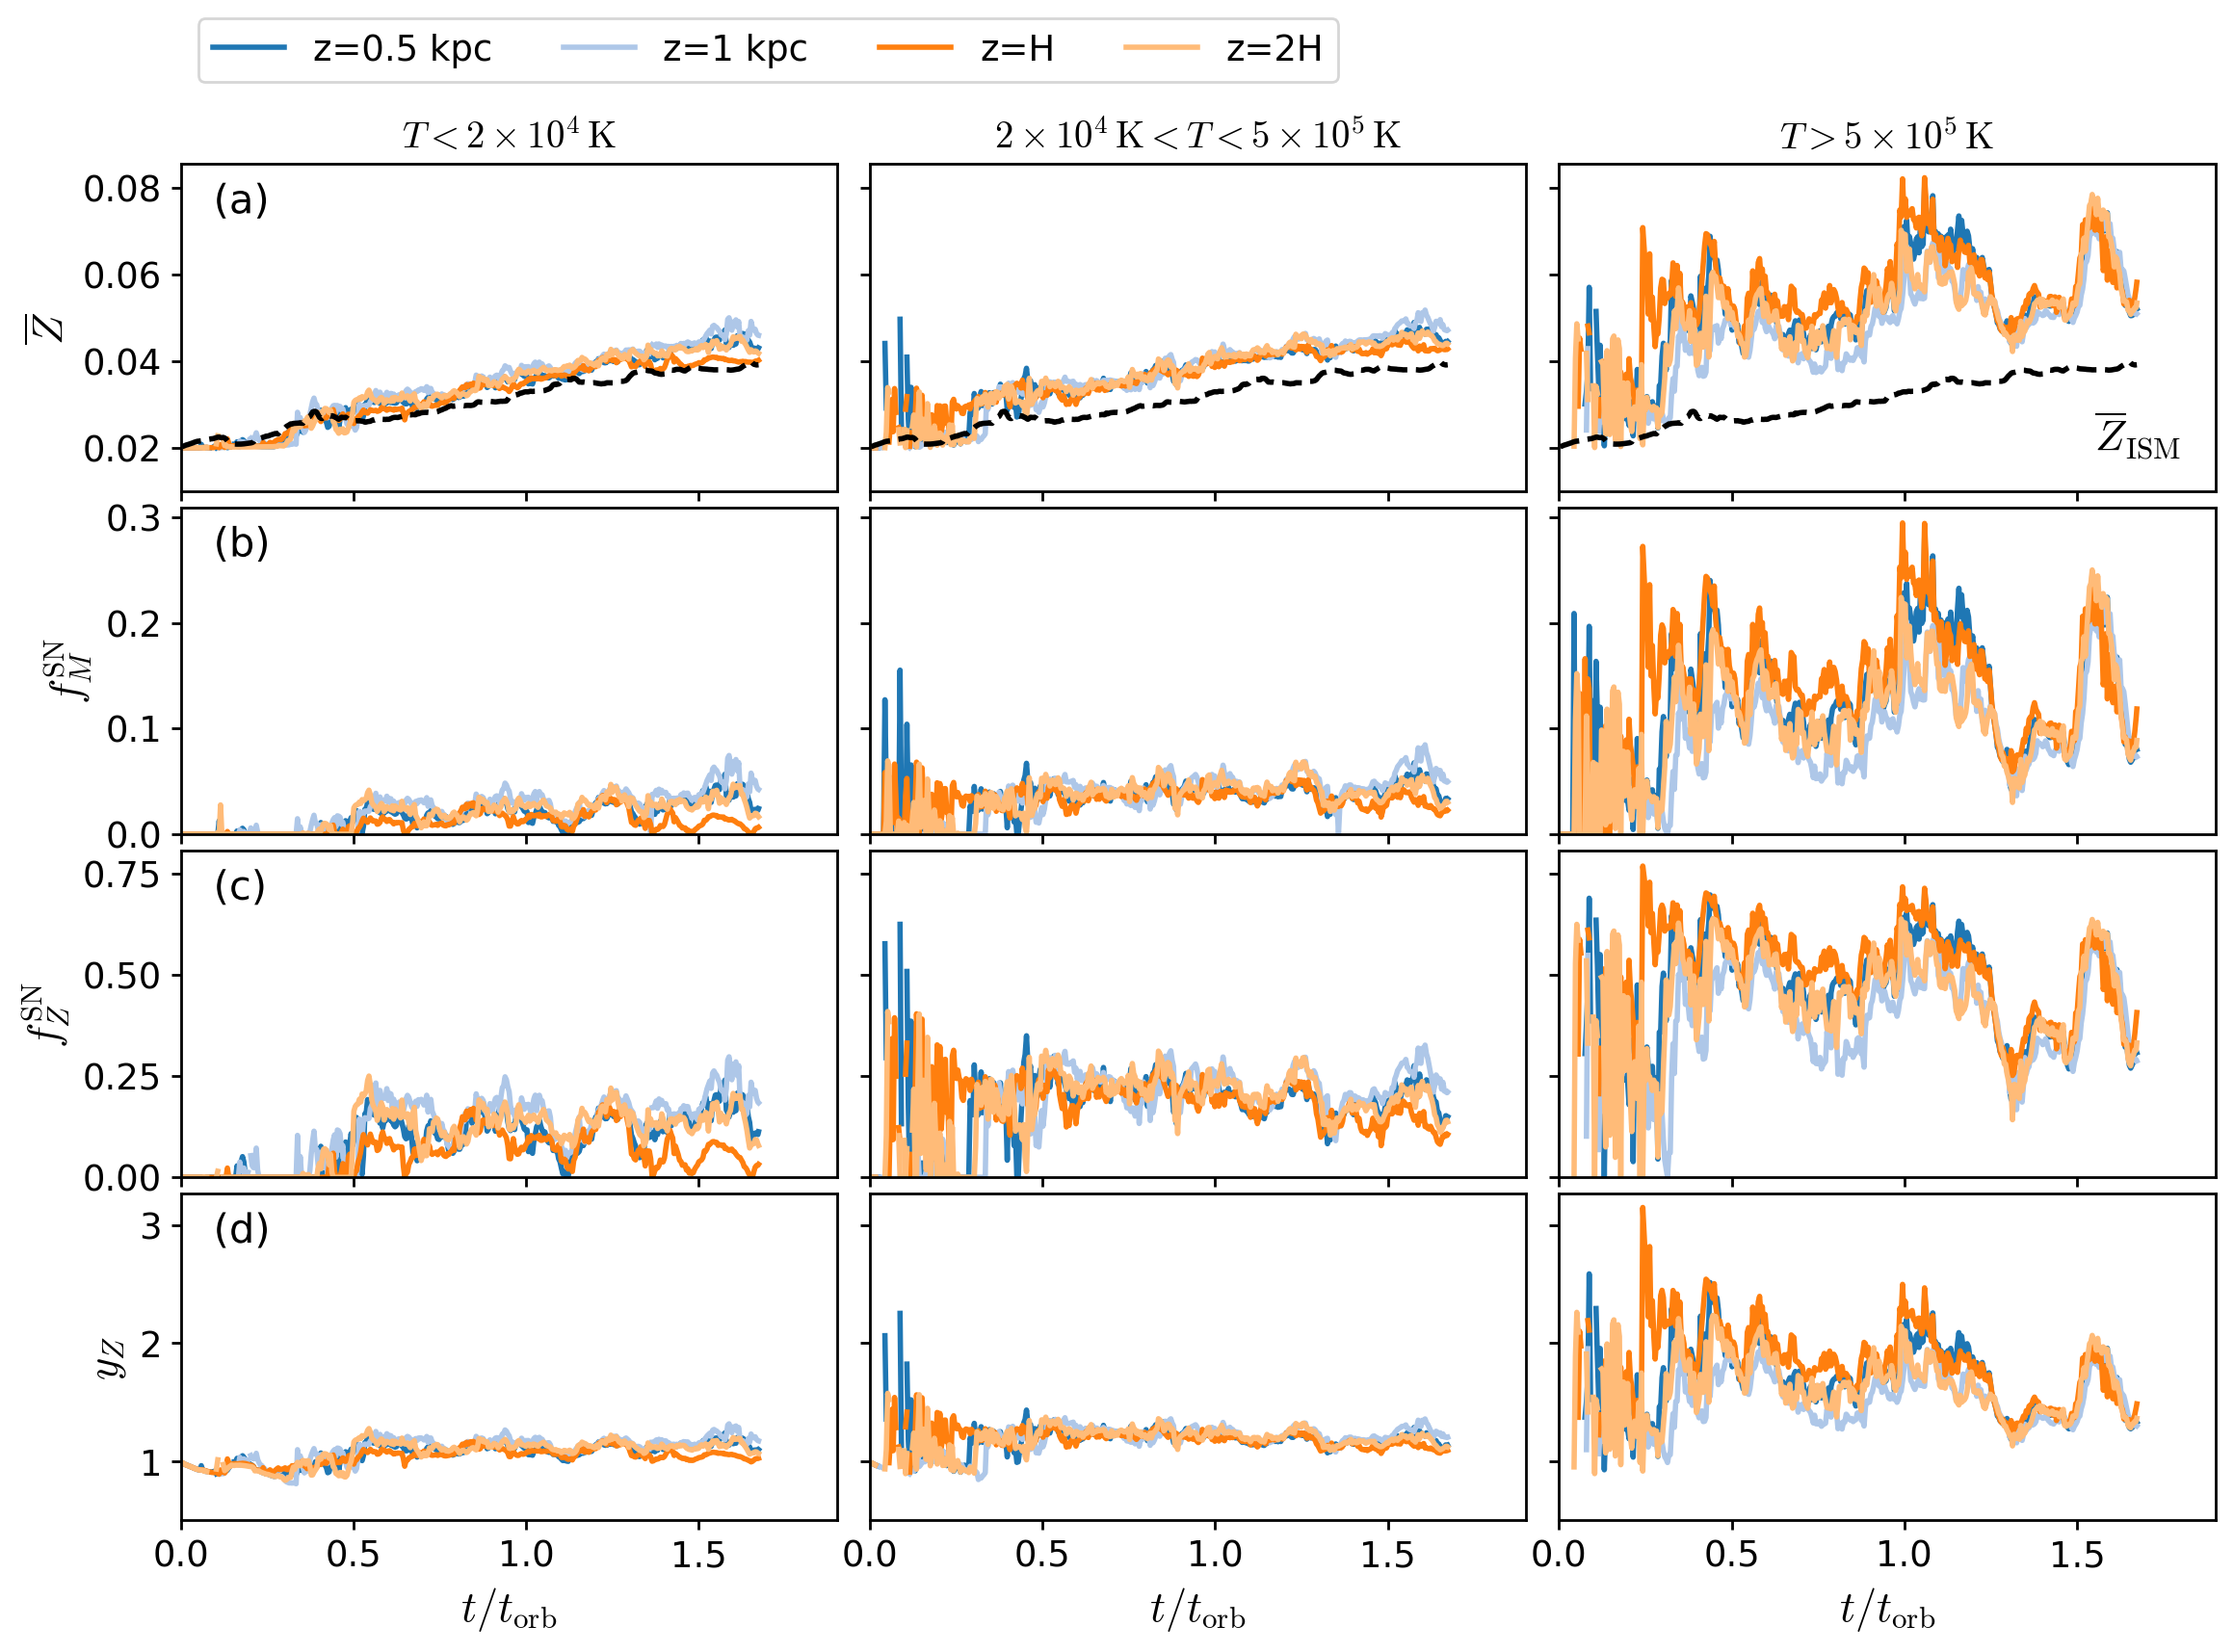 z=0.5 kpc z=1 kpc z=H z=2H
T < 2 × 10⁴ K 2 × 10⁴ K < T < 5 × 10⁵ K T > 5 × 10⁵ K
(a)
0.08
0.06
0.04
0.02
Z̅
Z̅_ISM
(b)
0.3
0.2
0.1
0.0
f_M^SN
(c)
0.75
0.50
0.25
0.00
f_Z^SN
(d)
3
2
1
y_Z
0.0 0.5 1.0 1.5 0.0 0.5 1.0 1.5 0.0 0.5 1.0 1.5
t/t_orb t/t_orb t/t_orb